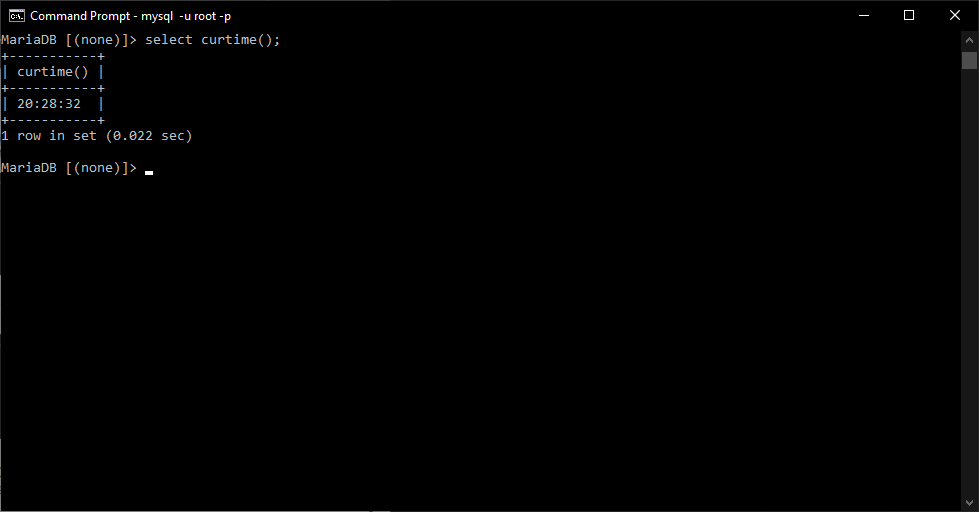 Command Prompt - mysql -u root -p
MariaDB [(none)]> select curtime();
+-----------+
| curtime() |
+-----------+
| 20:28:32  |
+-----------+
1 row in set (0.022 sec)
MariaDB [(none)]>